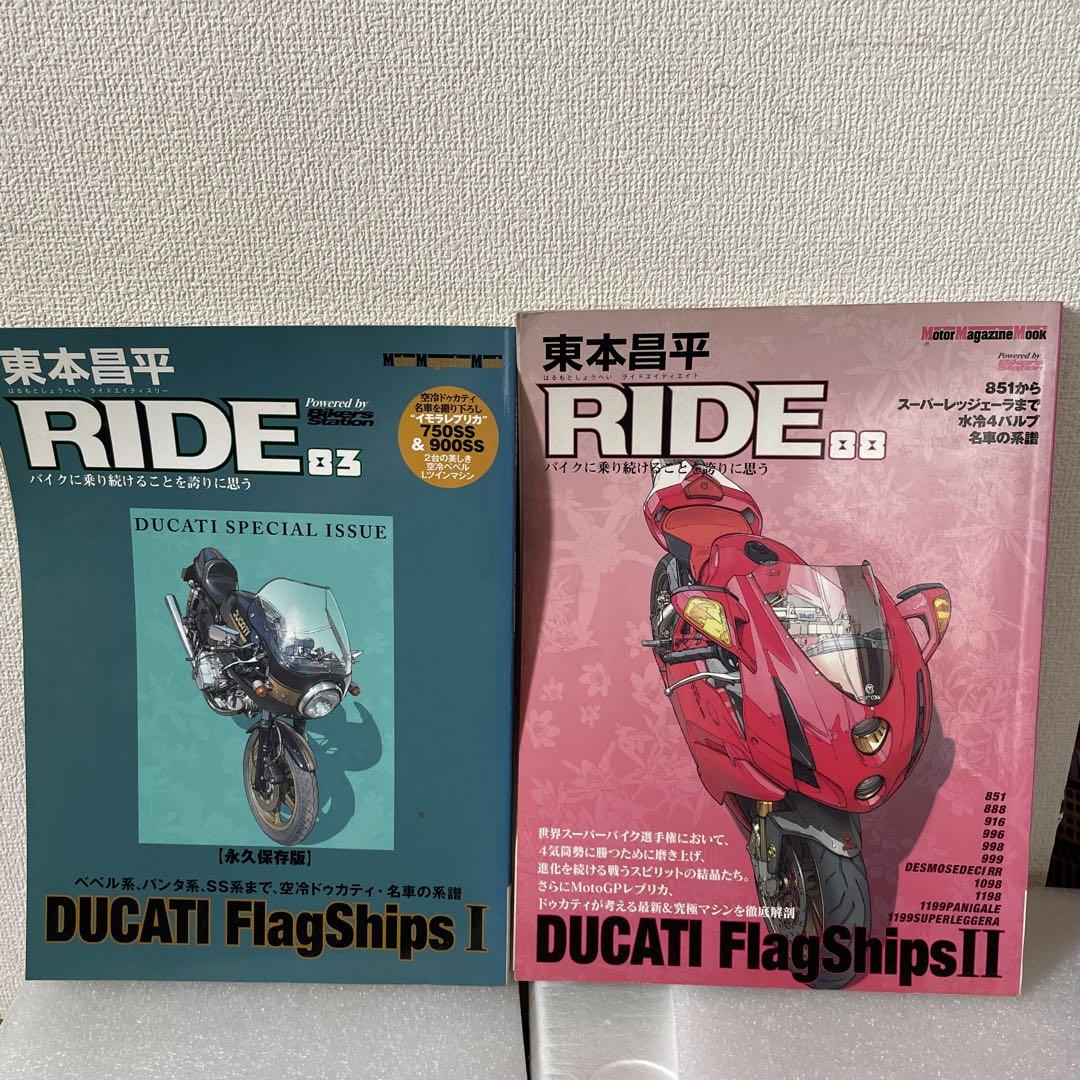 東本昌平
はるもとしょうへい ライドエイティスリー
Motor Magazine Mook
RIDE 83
Powered by
Bikers Station
バイクに乗り続けることを誇りに思う
空冷ドゥカティ
名車を撮り下ろし
“イモラレプリカ”
750SS
& 900SS
2台の美しき
空冷ベベル
Lツインマシン
DUCATI SPECIAL ISSUE
DUCATI
【永久保存版】
ベベル系、パンタ系、SS系まで、空冷ドゥカティ・名車の系譜
DUCATI FlagShips I
東本昌平
はるもとしょうへい ライドエイティエイト
Motor Magazine Mook
Powered by
Bikers Station
RIDE 88
バイクに乗り続けることを誇りに思う
851から
スーパーレッジェーラまで
水冷4バルブ
名車の系譜
851
888
916
996
998
999
DESMOSEDECI RR
1098
1198
1199PANIGALE
1199SUPERLEGGERA
世界スーパーバイク選手権において、
4気筒勢に勝つために磨き上げ、
進化を続ける戦うスピリットの結晶たち。
さらにMotoGPレプリカ、
ドゥカティが考える最新&究極マシンを徹底解剖
DUCATI FlagShips II